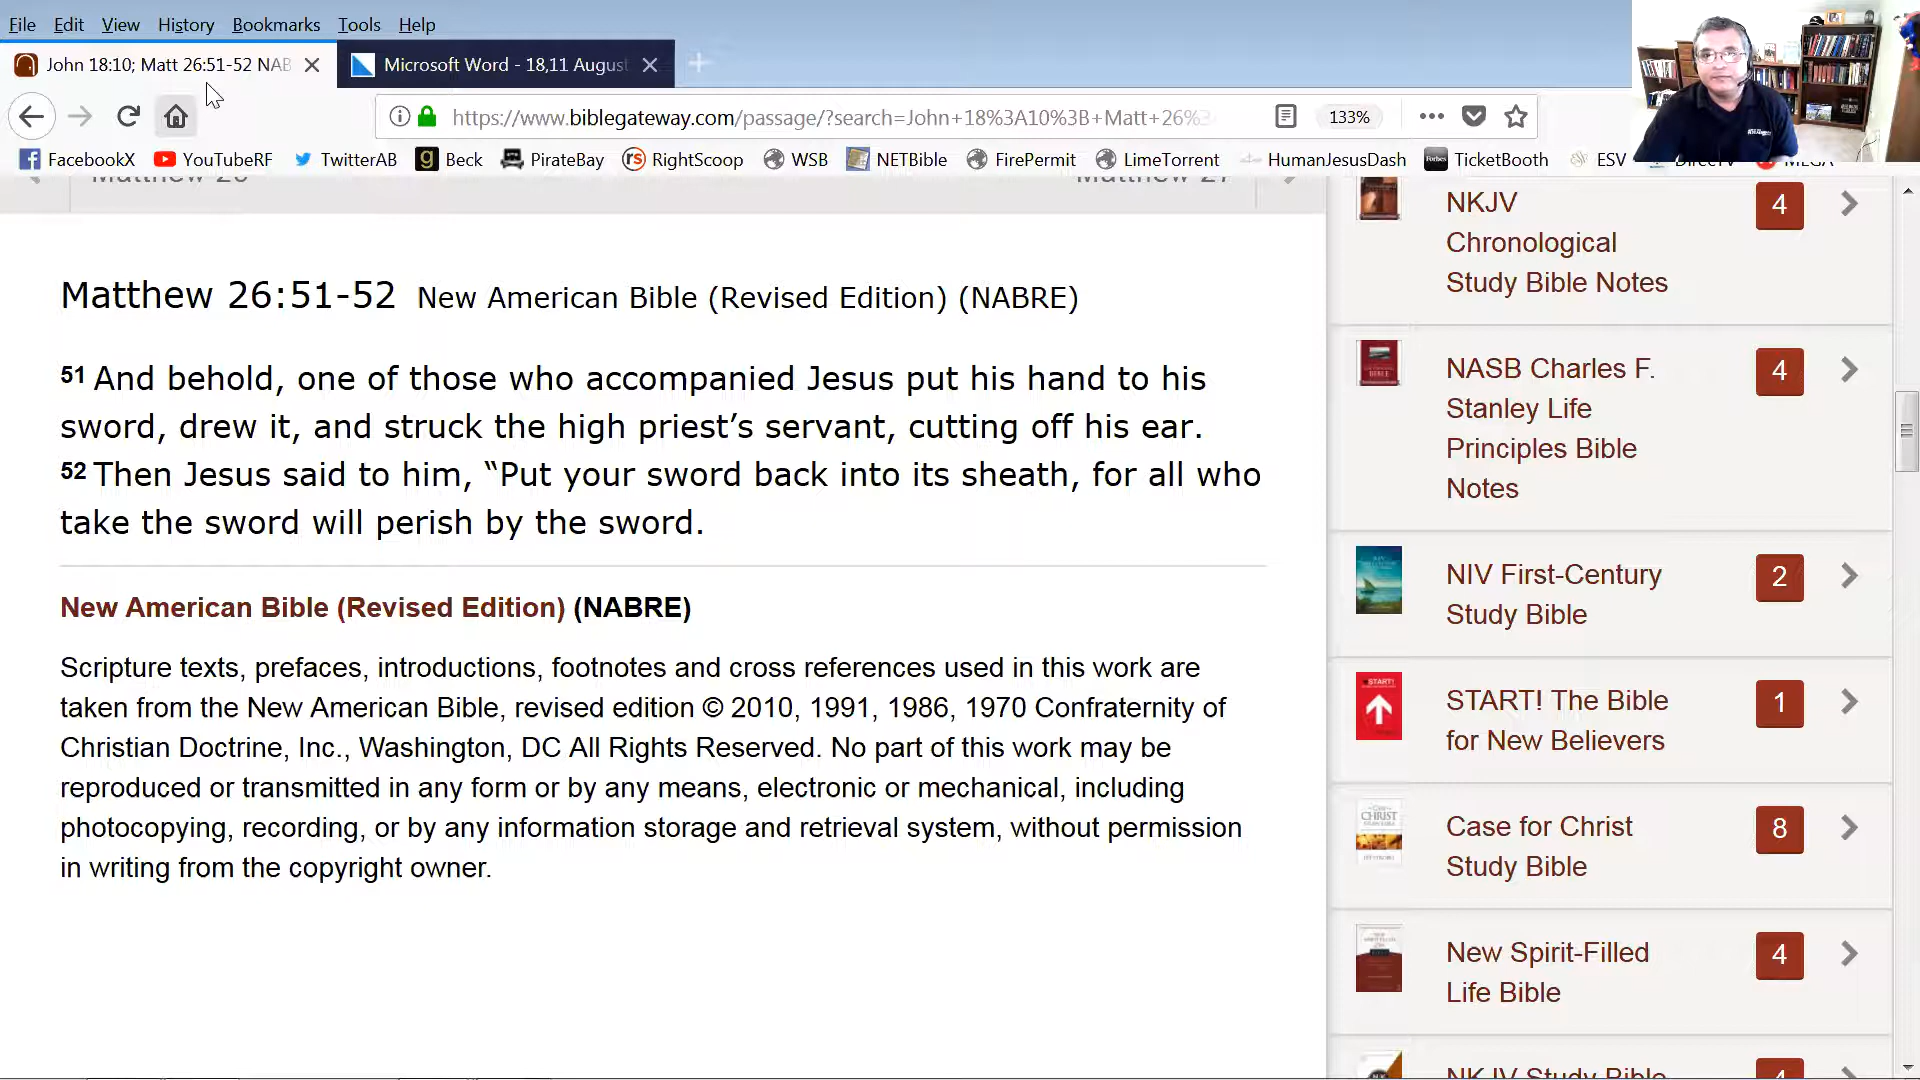 File Edit View History Bookmarks Tools Help
John 18:10; Matt 26:51-52 NAB
Microsoft Word - 18,11 August
https://www.biblegateway.com/passage/?search=John+18%3A10%3B+Matt+26%3
133%
FacebookX YouTubeRF TwitterAB Beck PirateBay RightScoop WSB NETBible FirePermit LimeTorrent HumanJesusDash TicketBooth ESV DirecTV MEGA
Matthew 26 Matthew 27
Matthew 26:51-52 New American Bible (Revised Edition) (NABRE)
51 And behold, one of those who accompanied Jesus put his hand to his
sword, drew it, and struck the high priest’s servant, cutting off his ear.
52 Then Jesus said to him, “Put your sword back into its sheath, for all who
take the sword will perish by the sword.
New American Bible (Revised Edition) (NABRE)
Scripture texts, prefaces, introductions, footnotes and cross references used in this work are
taken from the New American Bible, revised edition © 2010, 1991, 1986, 1970 Confraternity of
Christian Doctrine, Inc., Washington, DC All Rights Reserved. No part of this work may be
reproduced or transmitted in any form or by any means, electronic or mechanical, including
photocopying, recording, or by any information storage and retrieval system, without permission
in writing from the copyright owner.
NKJV
Chronological
Study Bible Notes
4
NASB Charles F.
Stanley Life
Principles Bible
Notes
4
NIV First-Century
Study Bible
2
START! The Bible
for New Believers
1
Case for Christ
Study Bible
8
New Spirit-Filled
Life Bible
4
NKJV Study Bible
4